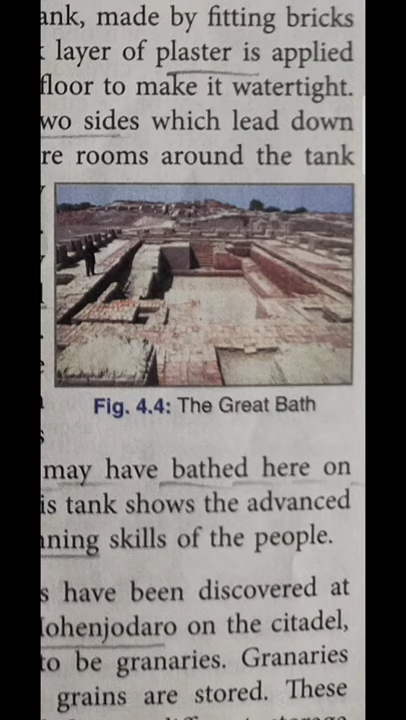 ank, made by fitting bricks
layer of plaster is applied
floor to make it watertight.
wo sides which lead down
re rooms around the tank
Fig. 4.4: The Great Bath
may have bathed here on
is tank shows the advanced
nning skills of the people.
s have been discovered at
ohenjodaro on the citadel,
to be granaries. Granaries
grains are stored. These